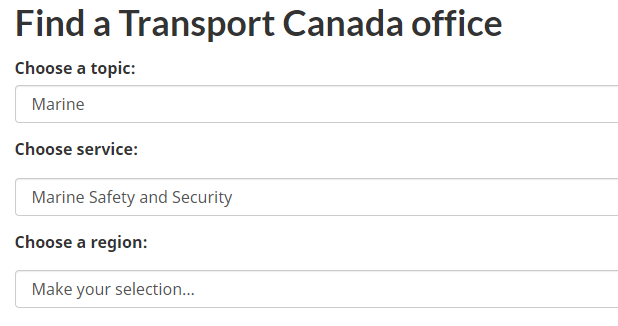 Find a Transport Canada office
Choose a topic:
Marine
Choose service:
Marine Safety and Security
Choose a region:
Make your selection...